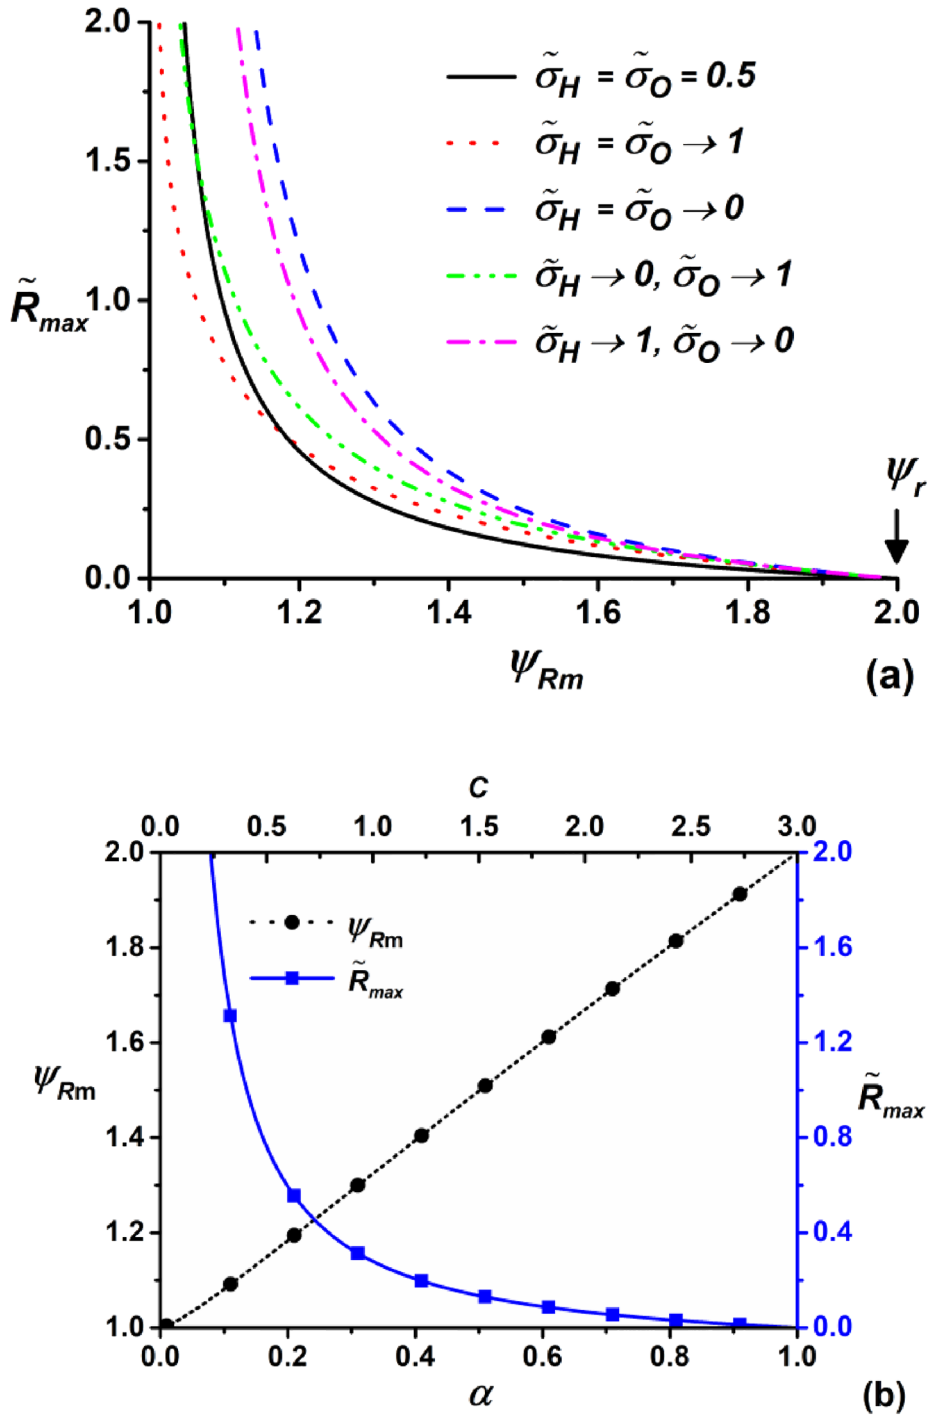 2.0
1.5
1.0
0.5
0.0
R̃max
σ̃H = σ̃O = 0.5
σ̃H = σ̃O → 1
σ̃H = σ̃O → 0
σ̃H → 0, σ̃O → 1
σ̃H → 1, σ̃O → 0
ψr
1.0 1.2 1.4 1.6 1.8 2.0
ψRm
(a)
C
0.0 0.5 1.0 1.5 2.0 2.5 3.0
2.0
1.8
1.6
1.4
1.2
1.0
ψRm
ψRm
R̃max
2.0
1.6
1.2
0.8
0.4
0.0
R̃max
0.0 0.2 0.4 0.6 0.8 1.0
α
(b)